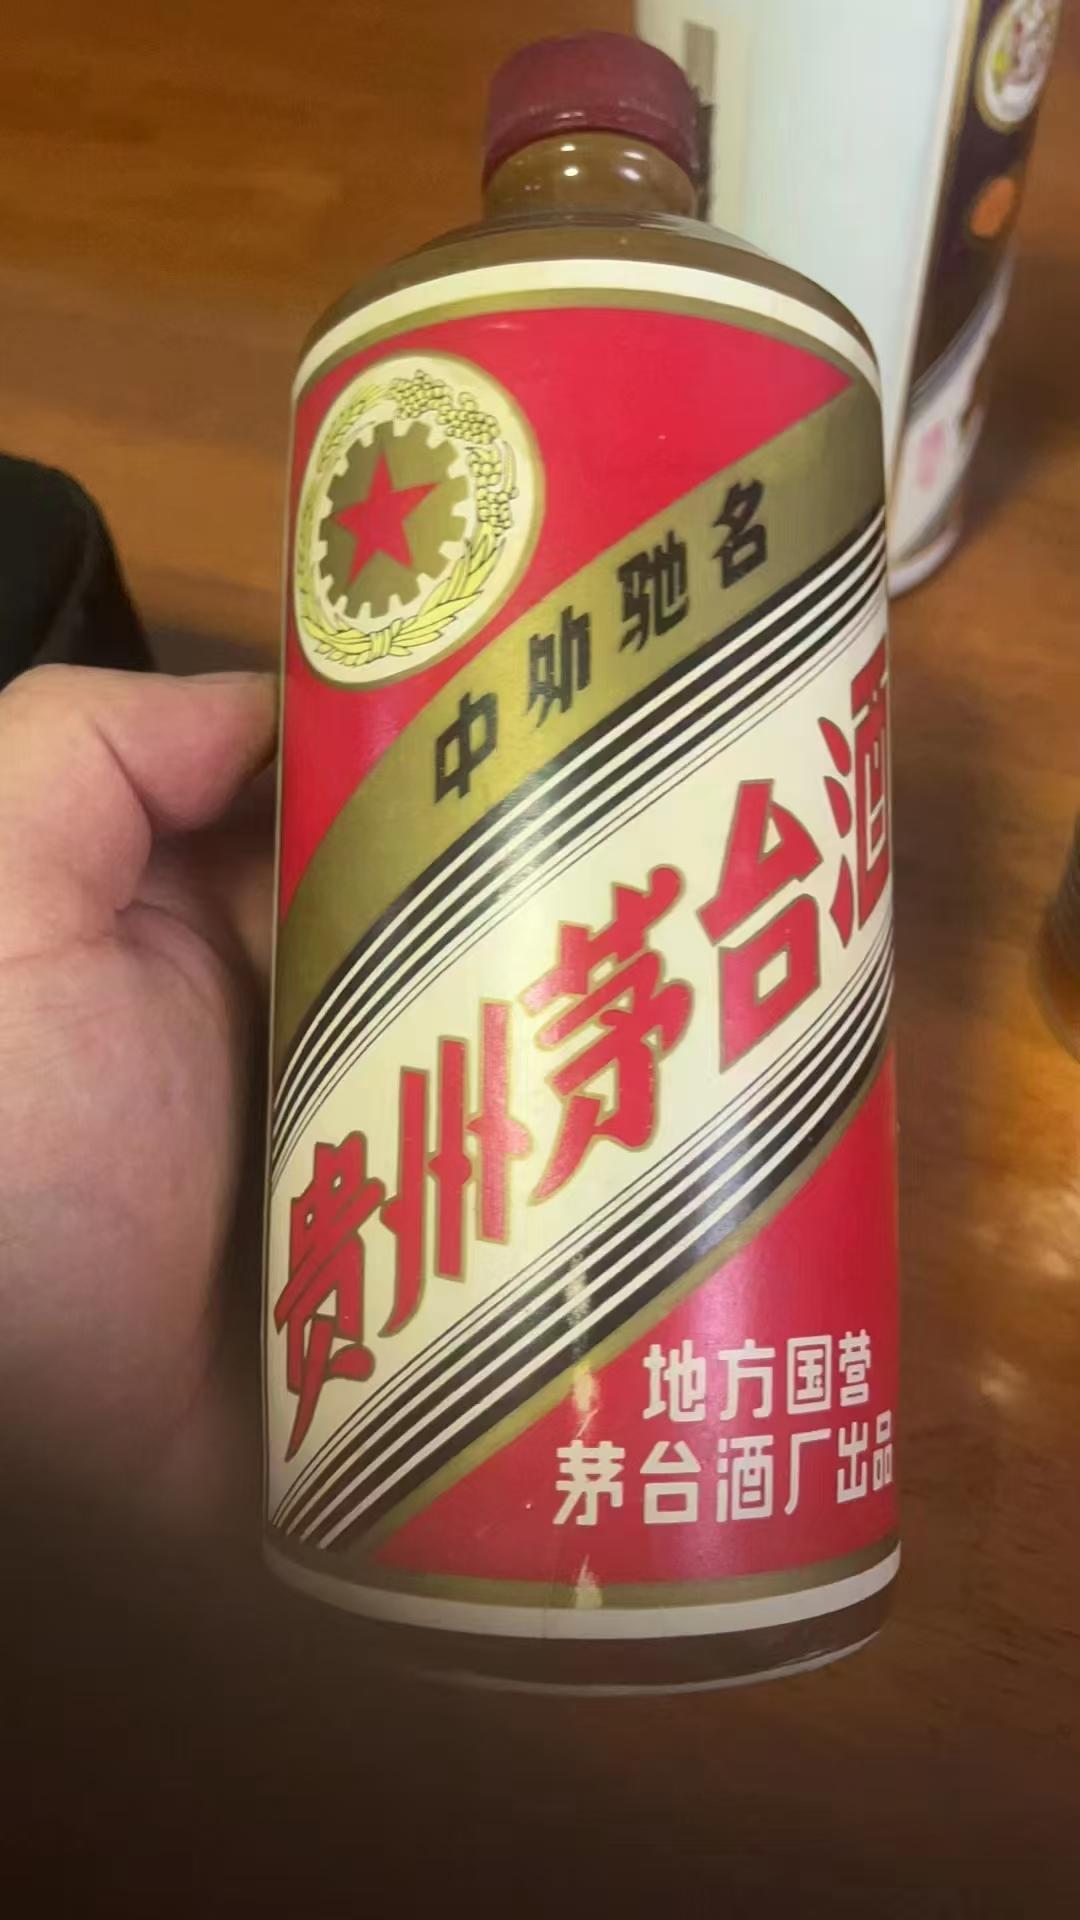 中外驰名
贵州茅台酒
地方国营
茅台酒厂出品